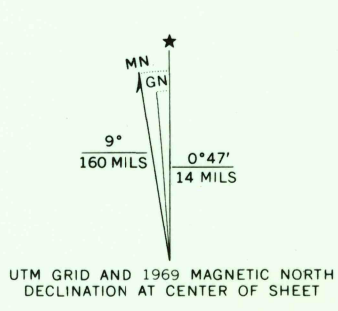 ★
MN
GN
9°
160 MILS
0°47'
14 MILS
UTM GRID AND 1969 MAGNETIC NORTH
DECLINATION AT CENTER OF SHEET